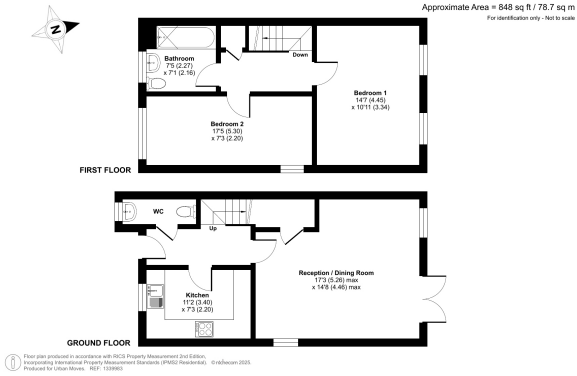 Approximate Area = 848 sq ft / 78.7 sq m
For identification only - Not to scale
N
Bathroom
7'5 (2.27)
x 7'1 (2.16)
Down
Bedroom 1
14'7 (4.45)
x 10'11 (3.34)
Bedroom 2
17'5 (5.30)
x 7'3 (2.20)
FIRST FLOOR
WC
Up
Reception / Dining Room
17'3 (5.26) max
x 14'8 (4.46) max
Kitchen
11'2 (3.40)
x 7'3 (2.20)
GROUND FLOOR
Floor plan produced in accordance with RICS Property Measurement 2nd Edition,
Incorporating International Property Measurement Standards (IPMS2 Residential). © nichecom 2025.
Produced for Urban Moves. REF: 1339983